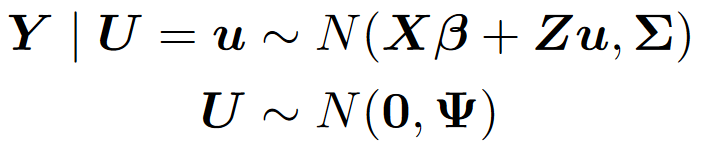 Y | U = u ∼ N(Xβ + Zu, Σ)
U ∼ N(0, Ψ)